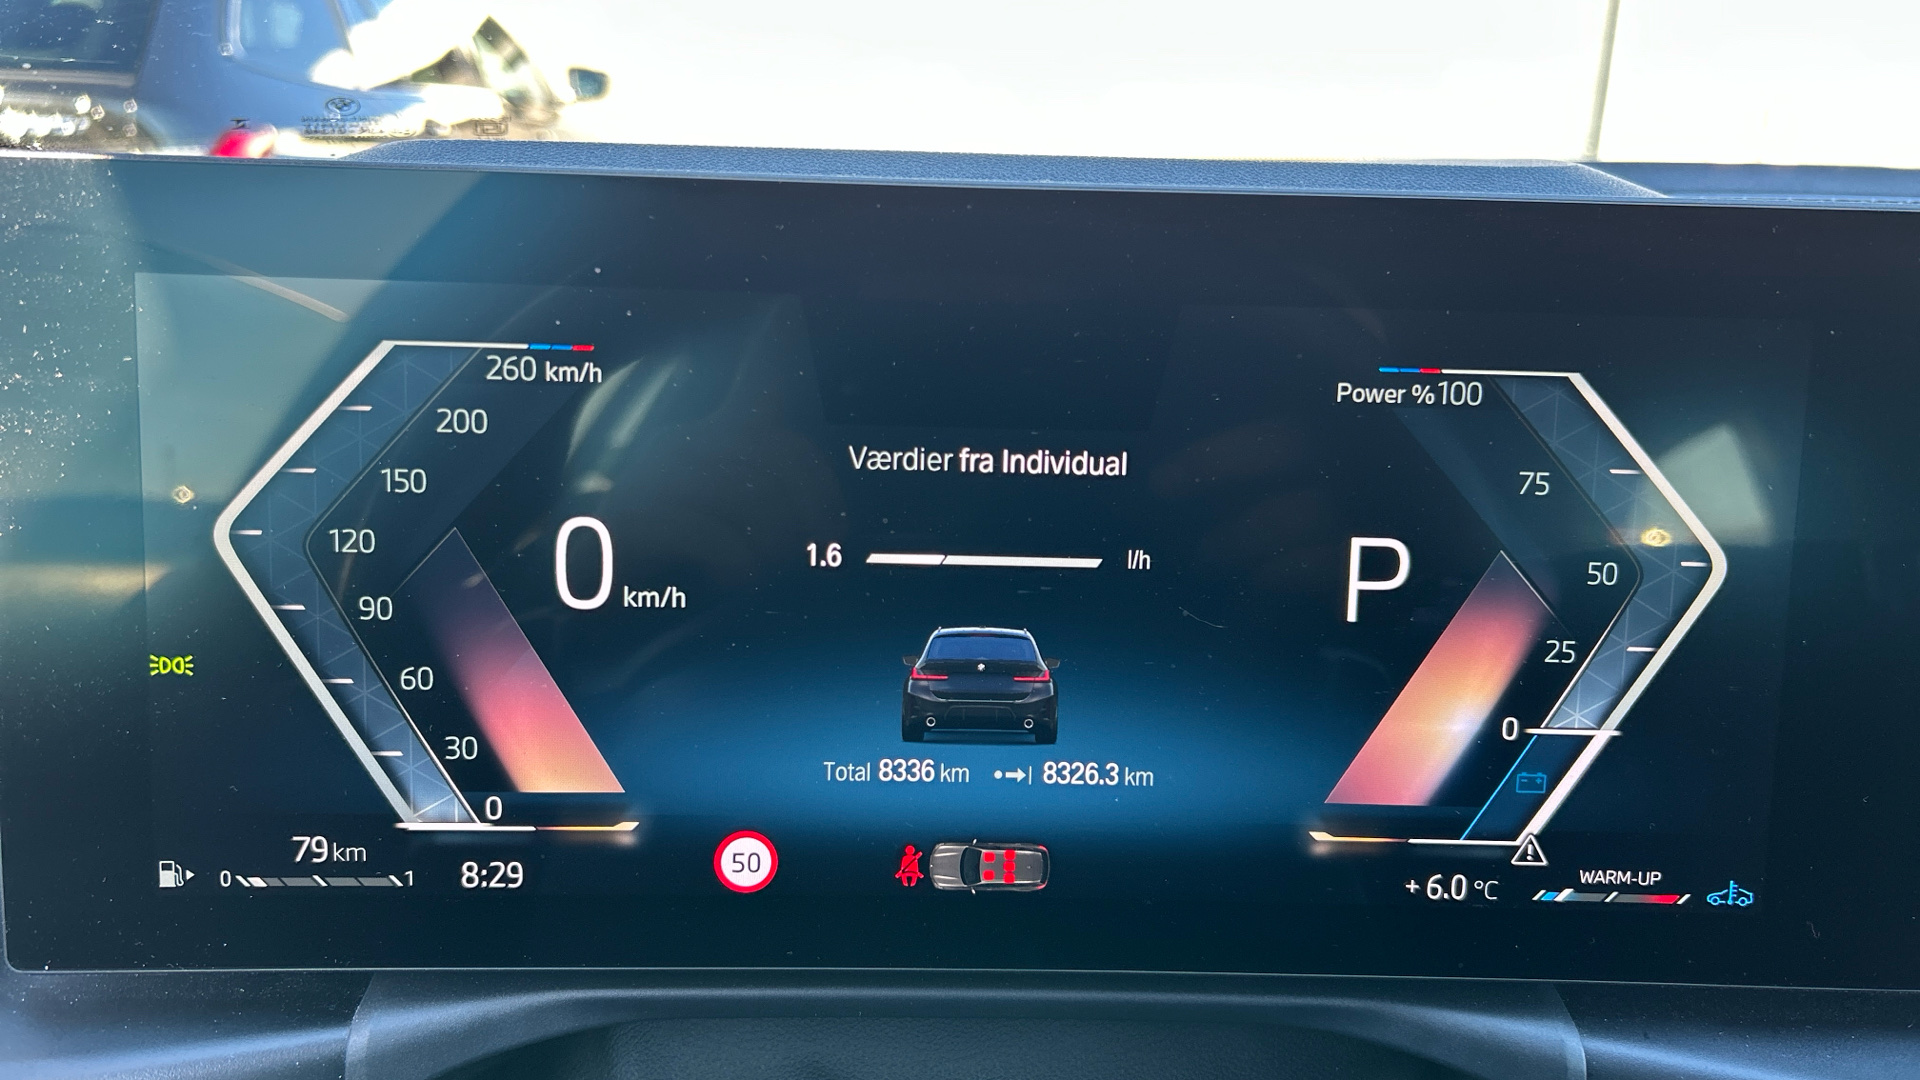 260 km/h
200
150
120
90
60
30
0
0 km/h
Værdier fra Individual
1.6 l/h
Total 8336 km 8326.3 km
Power % 100
75
50
25
0
P
79 km
0 1
8:29
50
+ 6.0 °C
WARM-UP